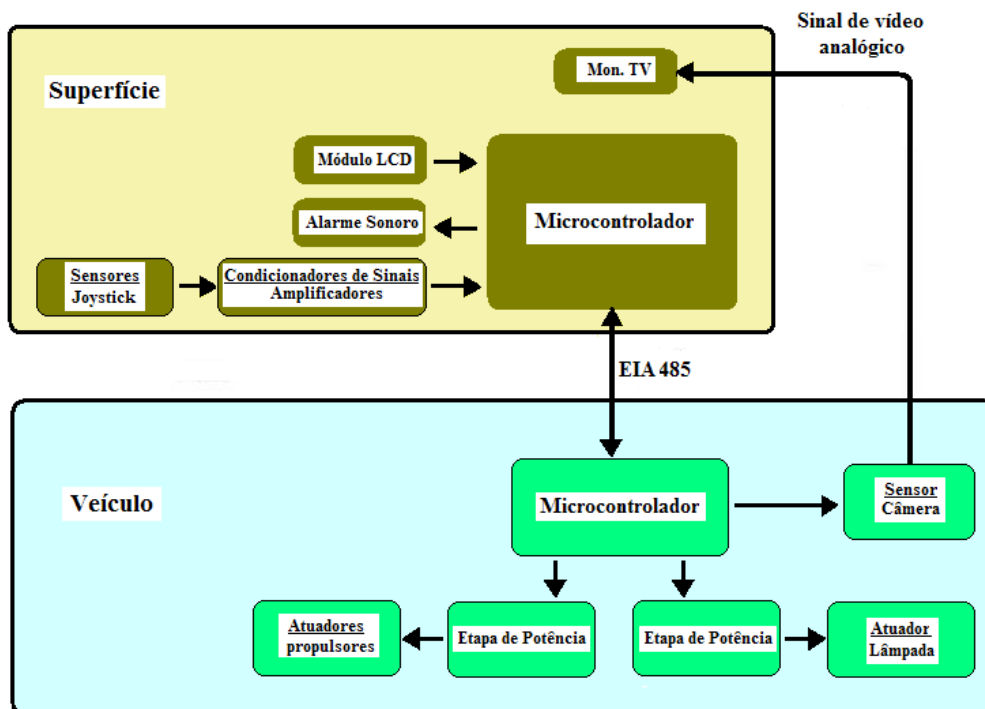 Sinal de vídeo
analógico
Superfície
Mon. TV
Módulo LCD
Microcontrolador
Alarme Sonoro
Sensores
Joystick
Condicionadores de Sinais
Amplificadores
EIA 485
Veículo
Microcontrolador
Sensor
Câmera
Atuadores
propulsores
Etapa de Potência
Etapa de Potência
Atuador
Lâmpada